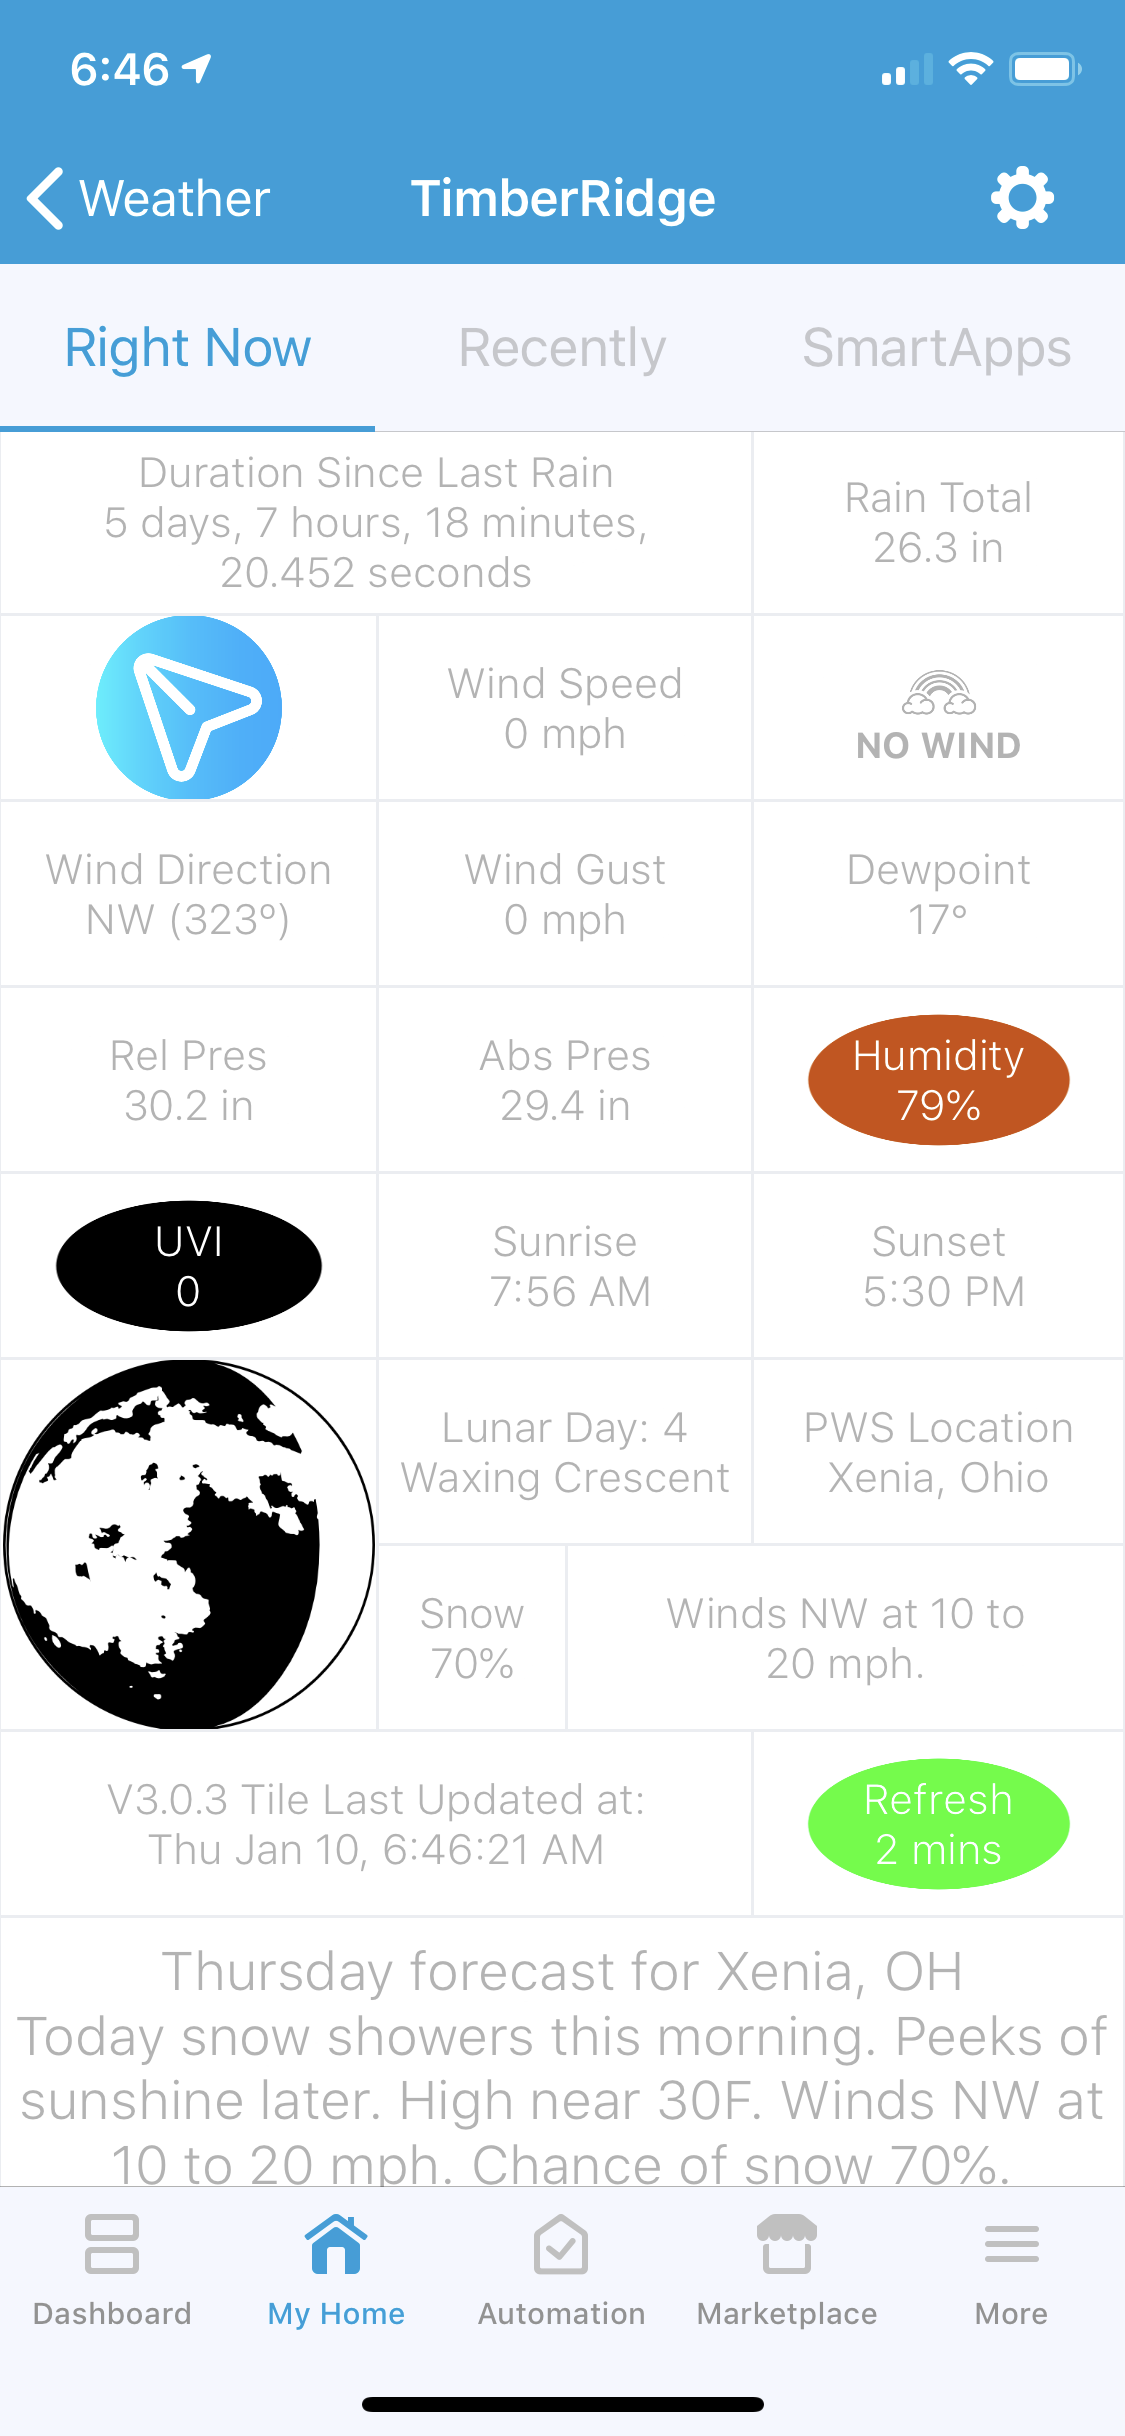 6:46
Weather
TimberRidge
Right Now
Recently
SmartApps
Duration Since Last Rain
5 days, 7 hours, 18 minutes,
20.452 seconds
Rain Total
26.3 in
Wind Speed
0 mph
NO WIND
Wind Direction
NW (323º)
Wind Gust
0 mph
Dewpoint
17°
Rel Pres
30.2 in
Abs Pres
29.4 in
Humidity
79%
UVI
0
Sunrise
7:56 AM
Sunset
5:30 PM
Lunar Day: 4
Waxing Crescent
PWS Location
Xenia, Ohio
Snow
70%
Winds NW at 10 to
20 mph.
V3.0.3 Tile Last Updated at:
Thu Jan 10, 6:46:21 AM
Refresh
2 mins
Thursday forecast for Xenia, OH
Today snow showers this morning. Peeks of
sunshine later. High near 30F. Winds NW at
10 to 20 mph. Chance of snow 70%.
Dashboard
My Home
Automation
Marketplace
More